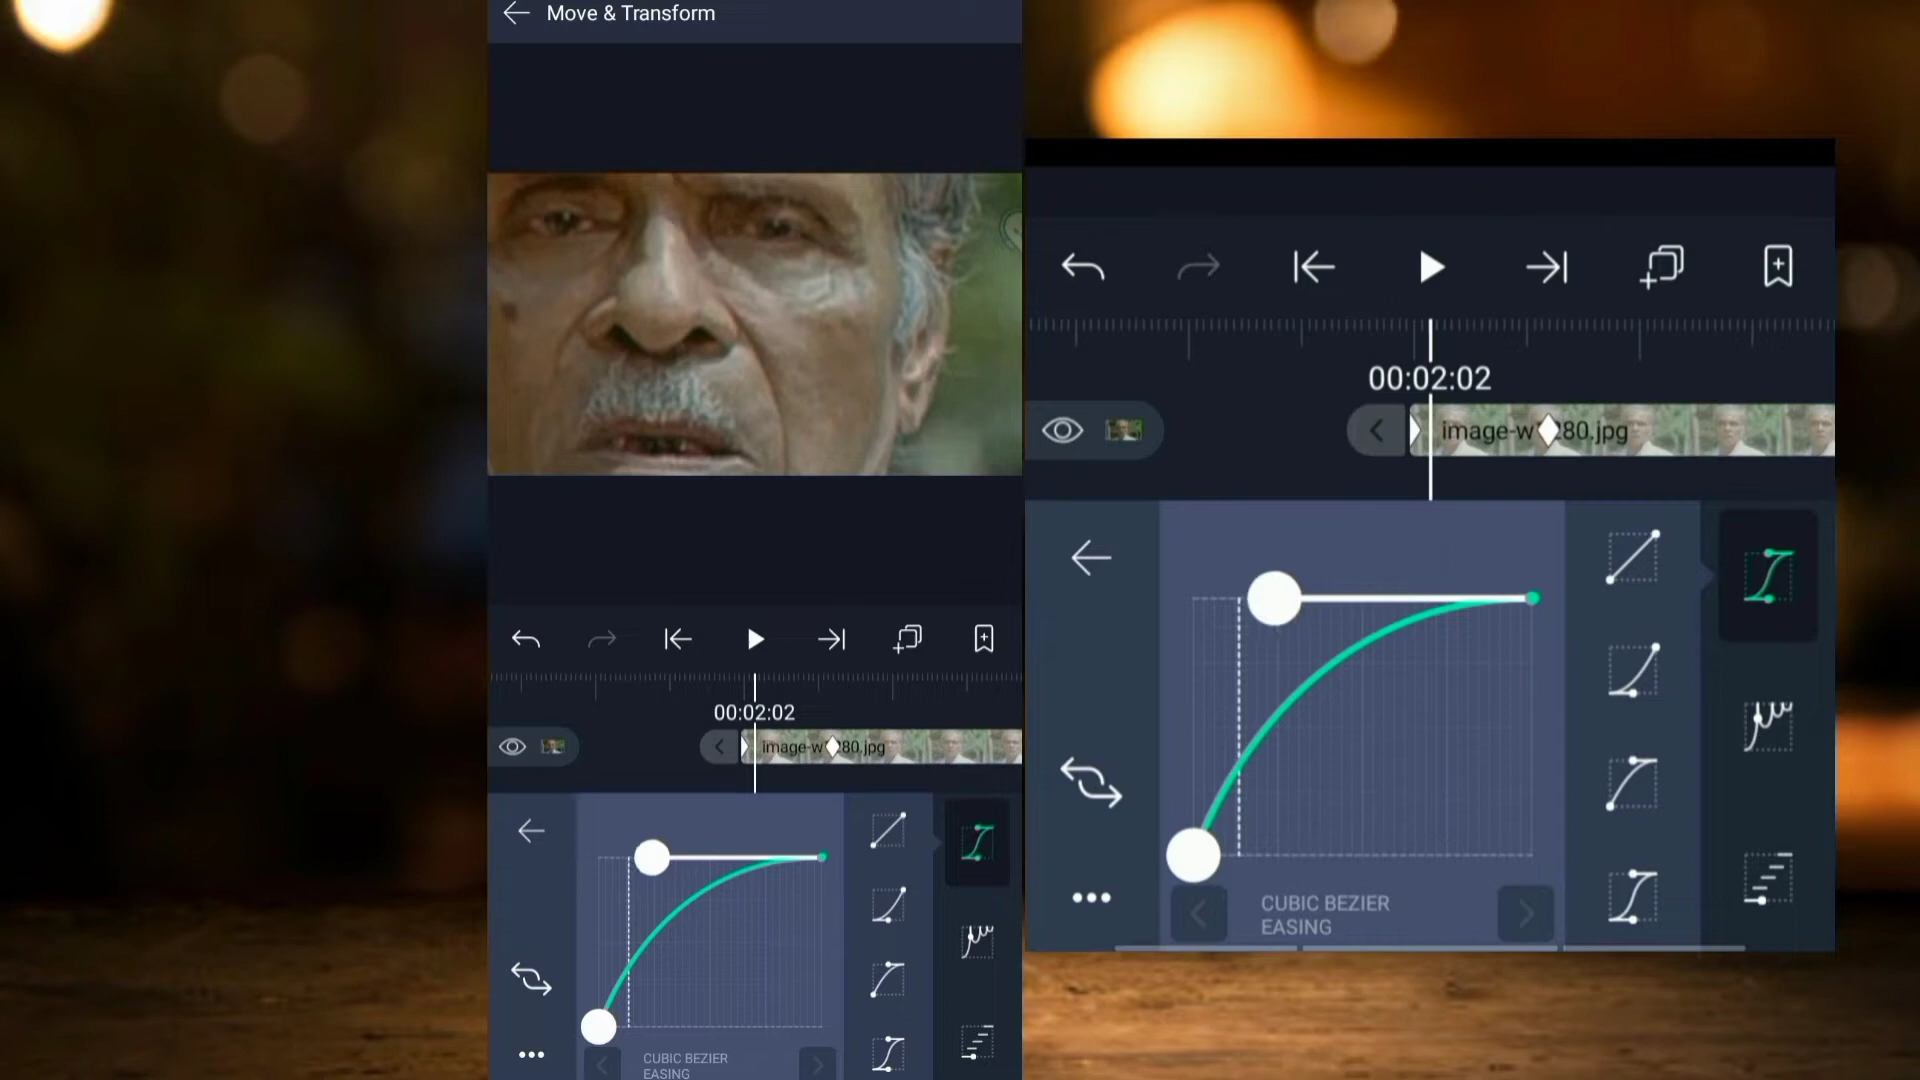 Move & Transform
00:02:02
image-w 280.jpg
CUBIC BEZIER
EASING
00:02:02
image-w 280.jpg
CUBIC BEZIER
EASING